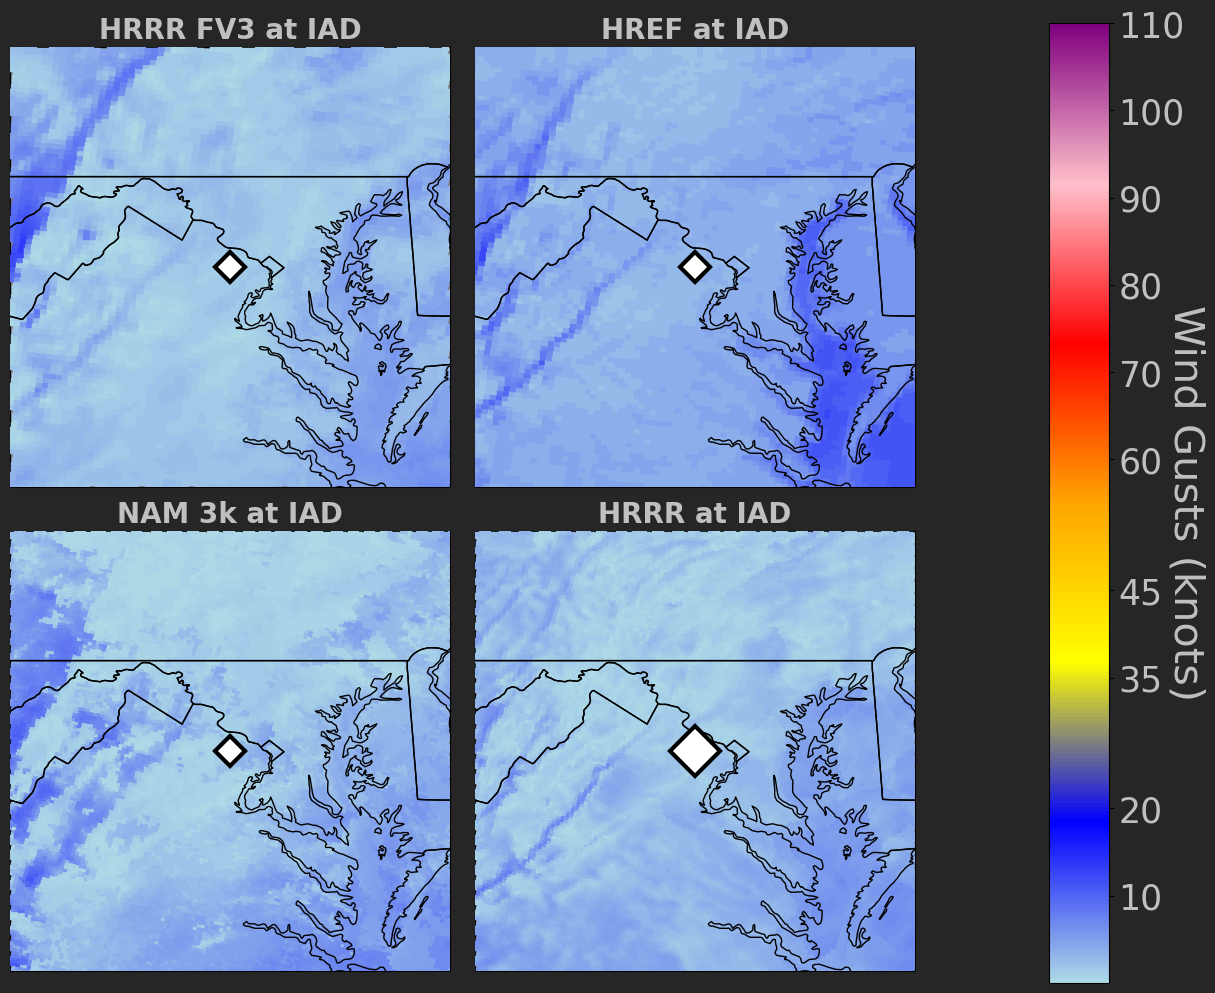 HRRR FV3 at IAD
HREF at IAD
NAM 3k at IAD
HRRR at IAD
110
100
90
80
70
60
45
35
20
10
Wind Gusts (knots)